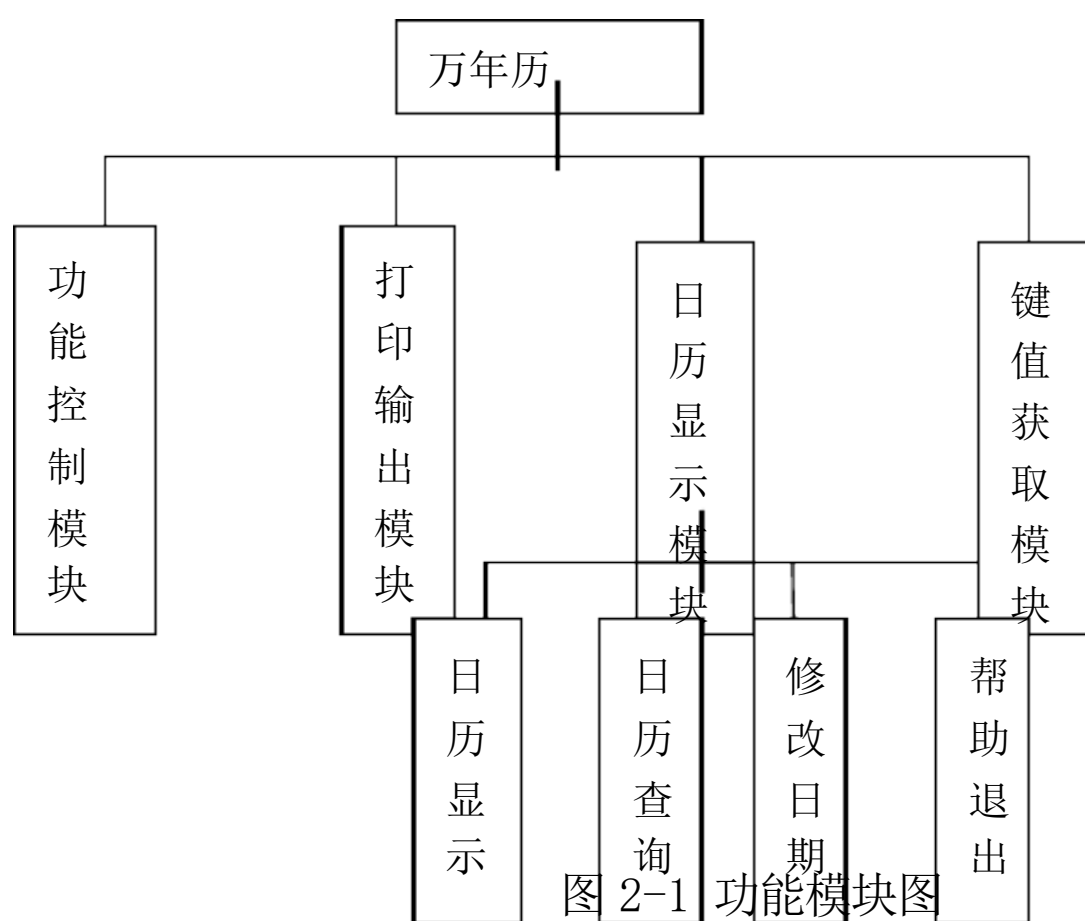 万年历
功能控制模块
打印输出模块
日历显示模块
键值获取模块
日历显示
日历查询
修改日期
帮助退出
图 2-1 功能模块图